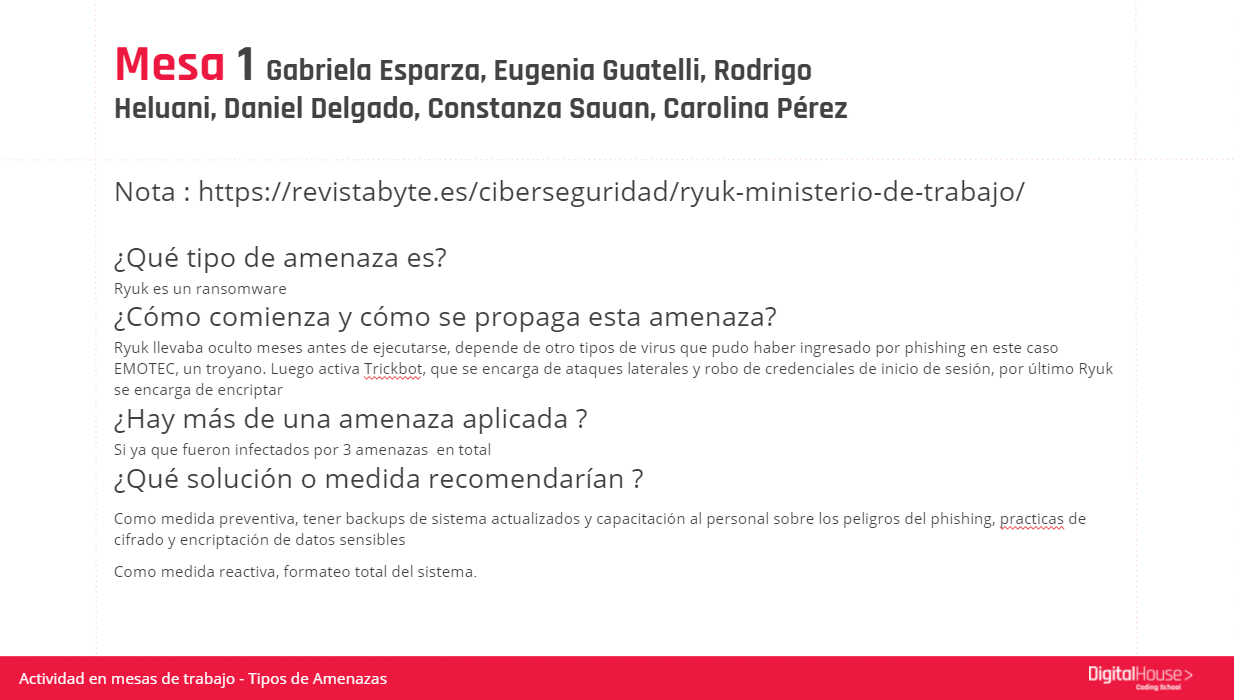 Mesa 1 Gabriela Esparza, Eugenia Guatelli, Rodrigo
Heluani, Daniel Delgado, Constanza Sauan, Carolina Pérez
Nota : https://revistabyte.es/ciberseguridad/ryuk-ministerio-de-trabajo/
¿Qué tipo de amenaza es?
Ryuk es un ransomware
¿Cómo comienza y cómo se propaga esta amenaza?
Ryuk llevaba oculto meses antes de ejecutarse, depende de otro tipos de virus que pudo haber ingresado por phishing en este caso
EMOTEC, un troyano. Luego activa Trickbot, que se encarga de ataques laterales y robo de credenciales de inicio de sesión, por último Ryuk
se encarga de encriptar
¿Hay más de una amenaza aplicada ?
Si ya que fueron infectados por 3 amenazas  en total
¿Qué solución o medida recomendarían ?
Como medida preventiva, tener backups de sistema actualizados y capacitación al personal sobre los peligros del phishing, practicas de
cifrado y encriptación de datos sensibles
Como medida reactiva, formateo total del sistema.
Actividad en mesas de trabajo - Tipos de Amenazas
DigitalHouse>
Coding School